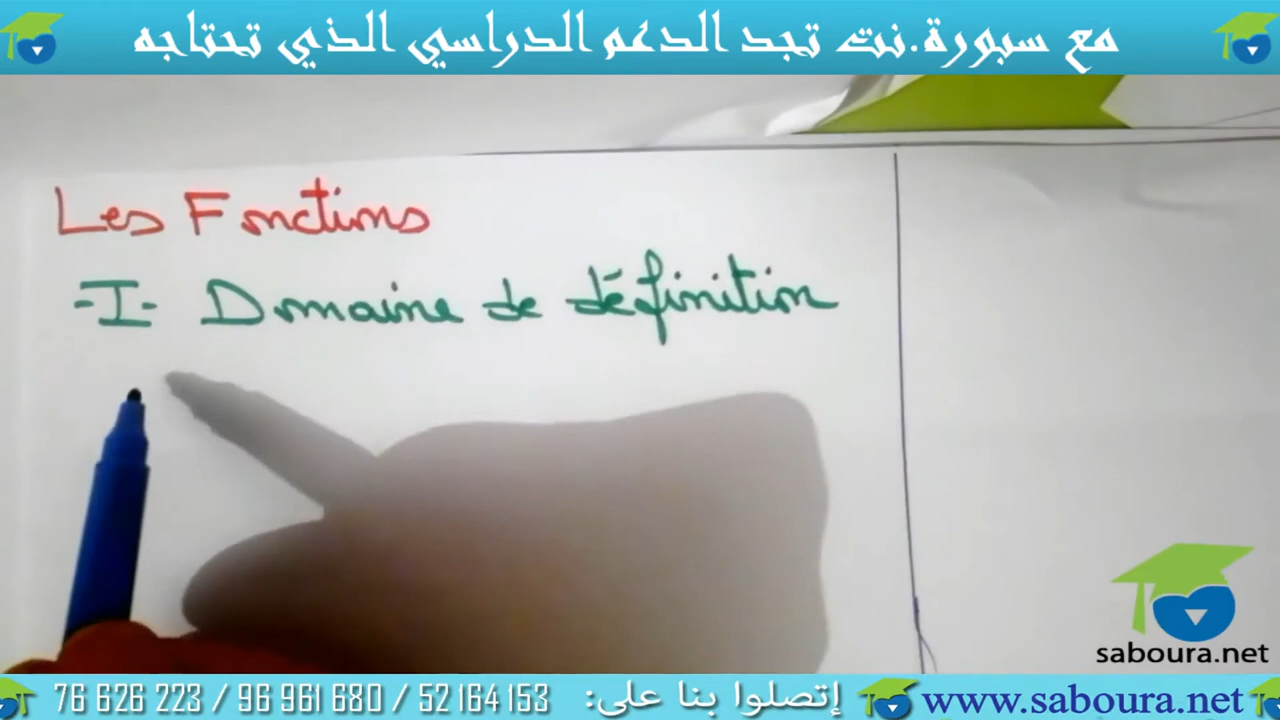 مع سبورة.نت تجد الدعم الدراسي الذي تحتاجه
Les Fonctions
-I- Domaine de définition
saboura.net
إتصلوا بنا على: 76 626 223 / 96 961 680 / 52 164 153
www.saboura.net